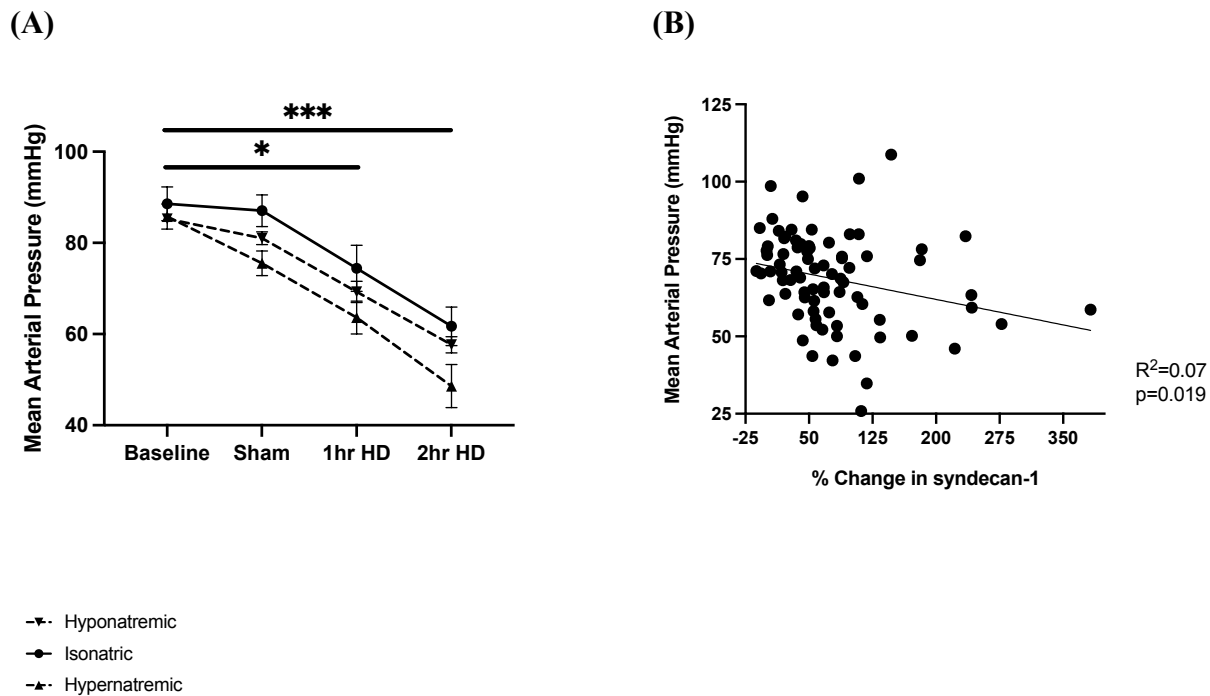 (A)
(B)
***
*
Mean Arterial Pressure (mmHg)
100
80
60
40
Baseline
Sham
1hr HD
2hr HD
Mean Arterial Pressure (mmHg)
125
100
75
50
25
-25
50
125
200
275
350
% Change in syndecan-1
R²=0.07
p=0.019
Hyponatremic
Isonatric
Hypernatremic